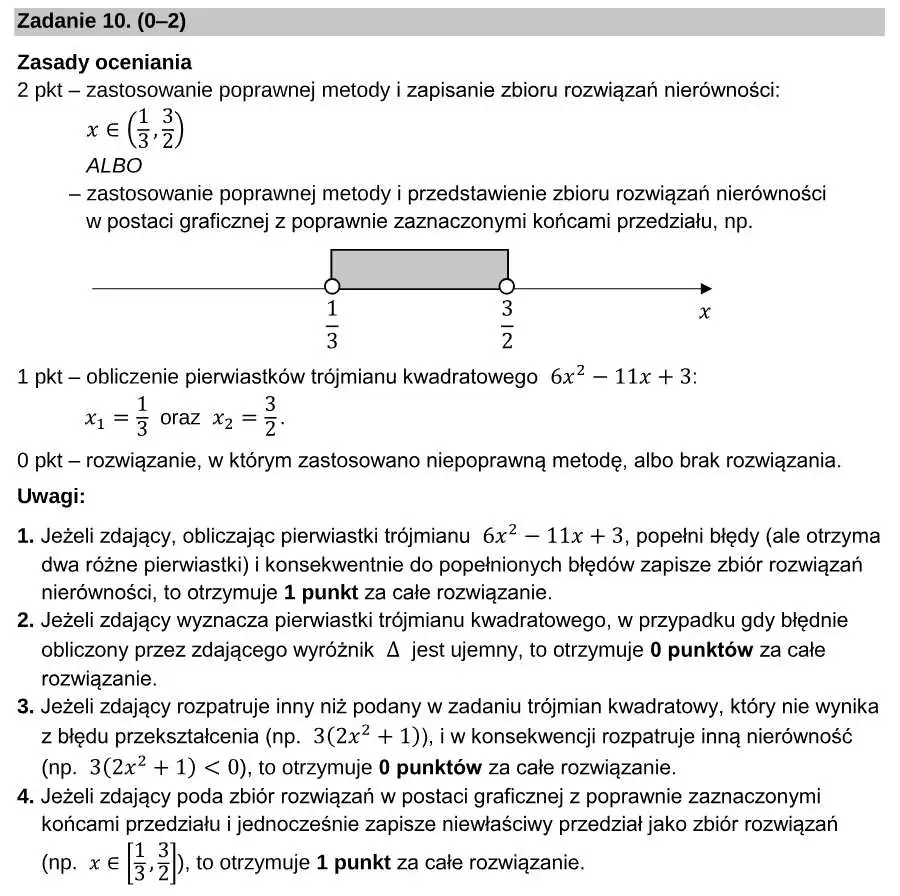 Zadanie 10. (0–2)
Zasady oceniania
2 pkt – zastosowanie poprawnej metody i zapisanie zbioru rozwiązań nierówności:
x ∈ (1/3, 3/2)
ALBO
– zastosowanie poprawnej metody i przedstawienie zbioru rozwiązań nierówności
w postaci graficznej z poprawnie zaznaczonymi końcami przedziału, np.
1/3 3/2 x
1 pkt – obliczenie pierwiastków trójmianu kwadratowego 6x² − 11x + 3:
x₁ = 1/3 oraz x₂ = 3/2.
0 pkt – rozwiązanie, w którym zastosowano niepoprawną metodę, albo brak rozwiązania.
Uwagi:
1. Jeżeli zdający, obliczając pierwiastki trójmianu 6x² − 11x + 3, popełni błędy (ale otrzyma
dwa różne pierwiastki) i konsekwentnie do popełnionych błędów zapisze zbiór rozwiązań
nierówności, to otrzymuje 1 punkt za całe rozwiązanie.
2. Jeżeli zdający wyznacza pierwiastki trójmianu kwadratowego, w przypadku gdy błędnie
obliczony przez zdającego wyróżnik Δ jest ujemny, to otrzymuje 0 punktów za całe
rozwiązanie.
3. Jeżeli zdający rozpatruje inny niż podany w zadaniu trójmian kwadratowy, który nie wynika
z błędu przekształcenia (np. 3(2x² + 1)), i w konsekwencji rozpatruje inną nierówność
(np. 3(2x² + 1) < 0), to otrzymuje 0 punktów za całe rozwiązanie.
4. Jeżeli zdający poda zbiór rozwiązań w postaci graficznej z poprawnie zaznaczonymi
końcami przedziału i jednocześnie zapisze niewłaściwy przedział jako zbiór rozwiązań
(np. x ∈ [1/3, 3/2]), to otrzymuje 1 punkt za całe rozwiązanie.